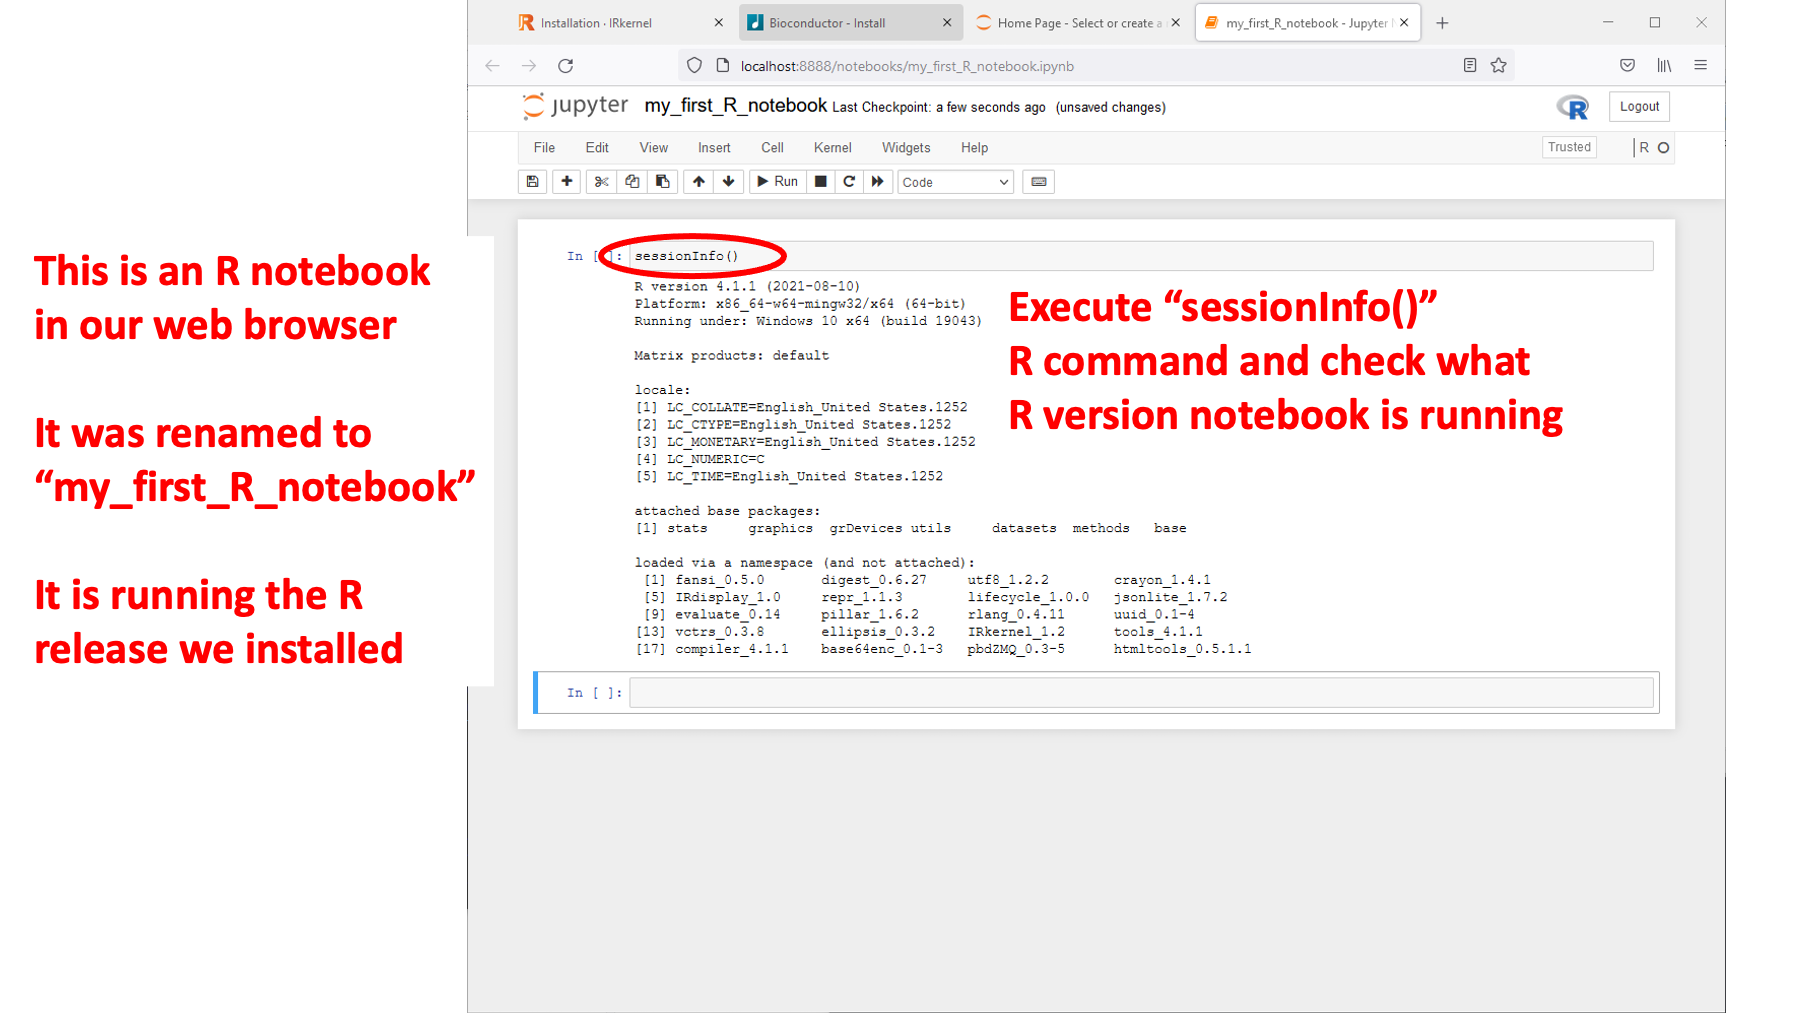 Installation · IRkernel
Bioconductor - Install
Home Page - Select or create a
my_first_R_notebook - Jupyter
localhost:8888/notebooks/my_first_R_notebook.ipynb
jupyter my_first_R_notebook Last Checkpoint: a few seconds ago (unsaved changes)
R
Logout
File Edit View Insert Cell Kernel Widgets Help
Trusted
R
Run
Code
This is an R notebook
in our web browser
It was renamed to
“my_first_R_notebook”
It is running the R
release we installed
In [ ]: sessionInfo()
R version 4.1.1 (2021-08-10)
Platform: x86_64-w64-mingw32/x64 (64-bit)
Running under: Windows 10 x64 (build 19043)
Matrix products: default
locale:
[1] LC_COLLATE=English_United States.1252
[2] LC_CTYPE=English_United States.1252
[3] LC_MONETARY=English_United States.1252
[4] LC_NUMERIC=C
[5] LC_TIME=English_United States.1252
attached base packages:
[1] stats graphics grDevices utils datasets methods base
loaded via a namespace (and not attached):
[1] fansi_0.5.0 digest_0.6.27 utf8_1.2.2 crayon_1.4.1
[5] IRdisplay_1.0 repr_1.1.3 lifecycle_1.0.0 jsonlite_1.7.2
[9] evaluate_0.14 pillar_1.6.2 rlang_0.4.11 uuid_0.1-4
[13] vctrs_0.3.8 ellipsis_0.3.2 IRkernel_1.2 tools_4.1.1
[17] compiler_4.1.1 base64enc_0.1-3 pbdZMQ_0.3-5 htmltools_0.5.1.1
Execute “sessionInfo()”
R command and check what
R version notebook is running
In [ ]: